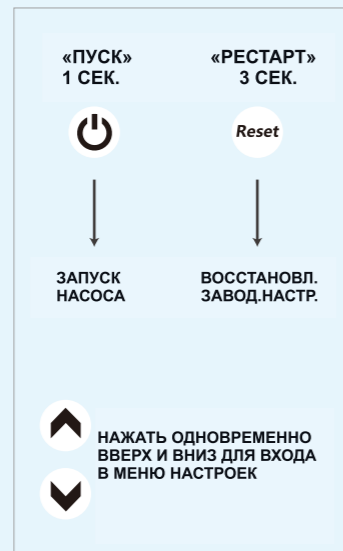 «ПУСК»
1 СЕК.
«РЕСТАРТ»
3 СЕК.
Reset
ЗАПУСК
НАСОСА
ВОССТАНОВЛ.
ЗАВОД.НАСТР.
НАЖАТЬ ОДНОВРЕМЕННО
ВВЕРХ И ВНИЗ ДЛЯ ВХОДА
В МЕНЮ НАСТРОЕК